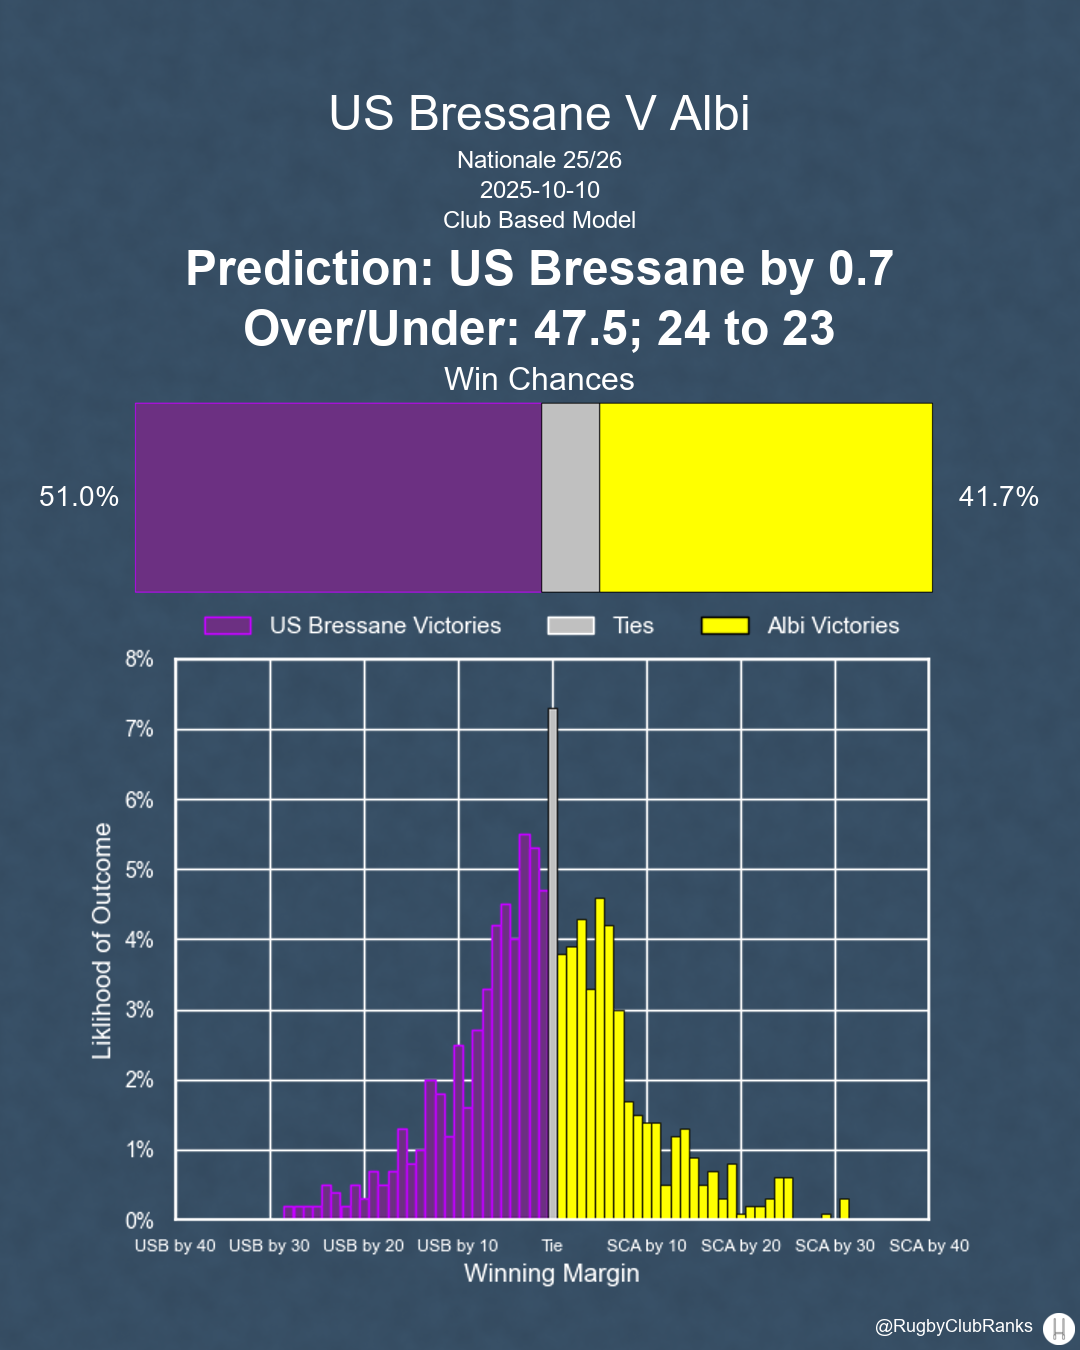 US Bressane V Albi
Nationale 25/26
2025-10-10
Club Based Model
Prediction: US Bressane by 0.7
Over/Under: 47.5; 24 to 23
Win Chances
51.0%
41.7%
US Bressane Victories
Ties
Albi Victories
8%
7%
6%
5%
4%
3%
2%
1%
0%
Liklihood of Outcome
USB by 40
USB by 30
USB by 20
USB by 10
Tie
SCA by 10
SCA by 20
SCA by 30
SCA by 40
Winning Margin
@RugbyClubRanks